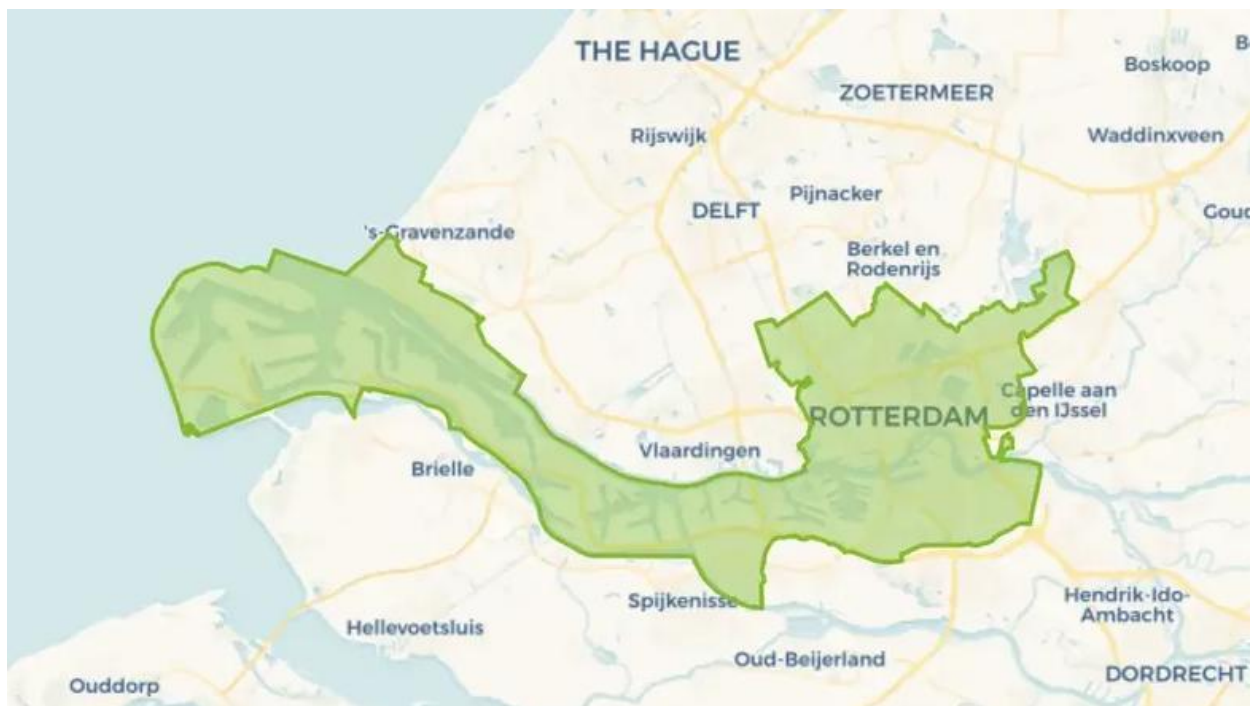 THE HAGUE
Boskoop
ZOETERMEER
Rijswijk
Waddinxveen
Pijnacker
DELFT
Gouc
's-Gravenzande
Berkel en
Rodenrijs
Capelle aan
den IJssel
ROTTERDAM
Vlaardingen
Brielle
Spijkenisse
Hendrik-Ido-
Ambacht
Hellevoetsluis
Oud-Beijerland
DORDRECHT
Ouddorp